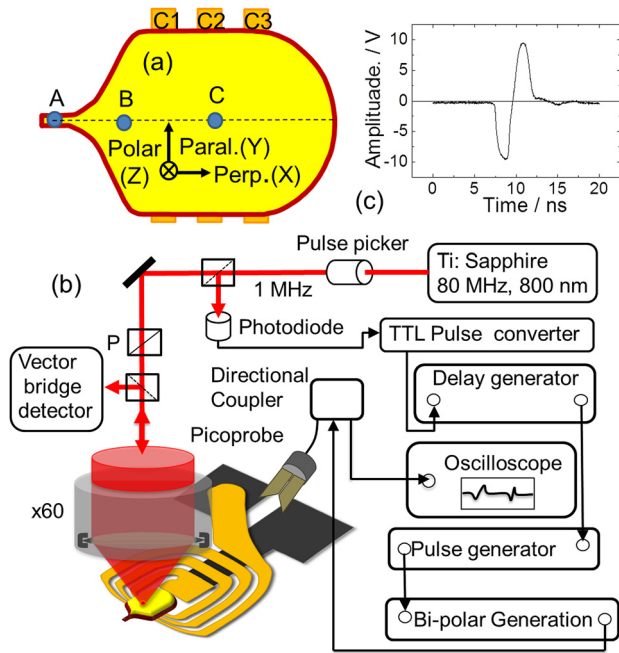 C1 C2 C3
(a)
A
B
C
Polar
(Z)
Paral.(Y)
Perp.(X)
(c)
Amplituade. / V
10
5
0
-5
-10
0 5 10 15 20
Time / ns
(b)
Pulse picker
Ti: Sapphire
80 MHz, 800 nm
1 MHz
P
Photodiode
TTL Pulse converter
Vector
bridge
detector
Directional
Coupler
Delay generator
Picoprobe
Oscilloscope
x60
Pulse generator
Bi-polar Generation